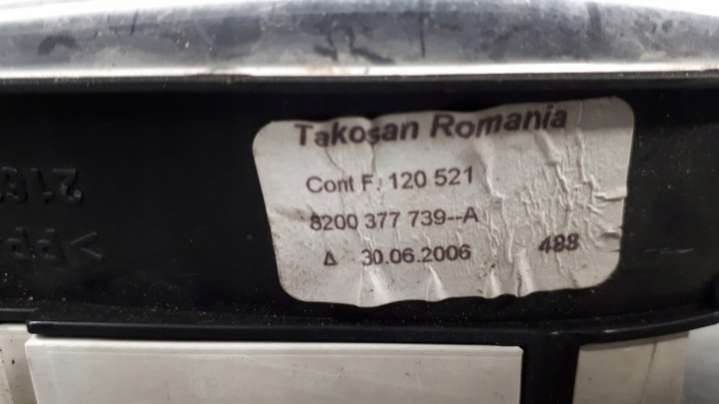 Takosan Romania
Cont F. 120 521
8200 377 739--A
Δ 30.06.2006 488